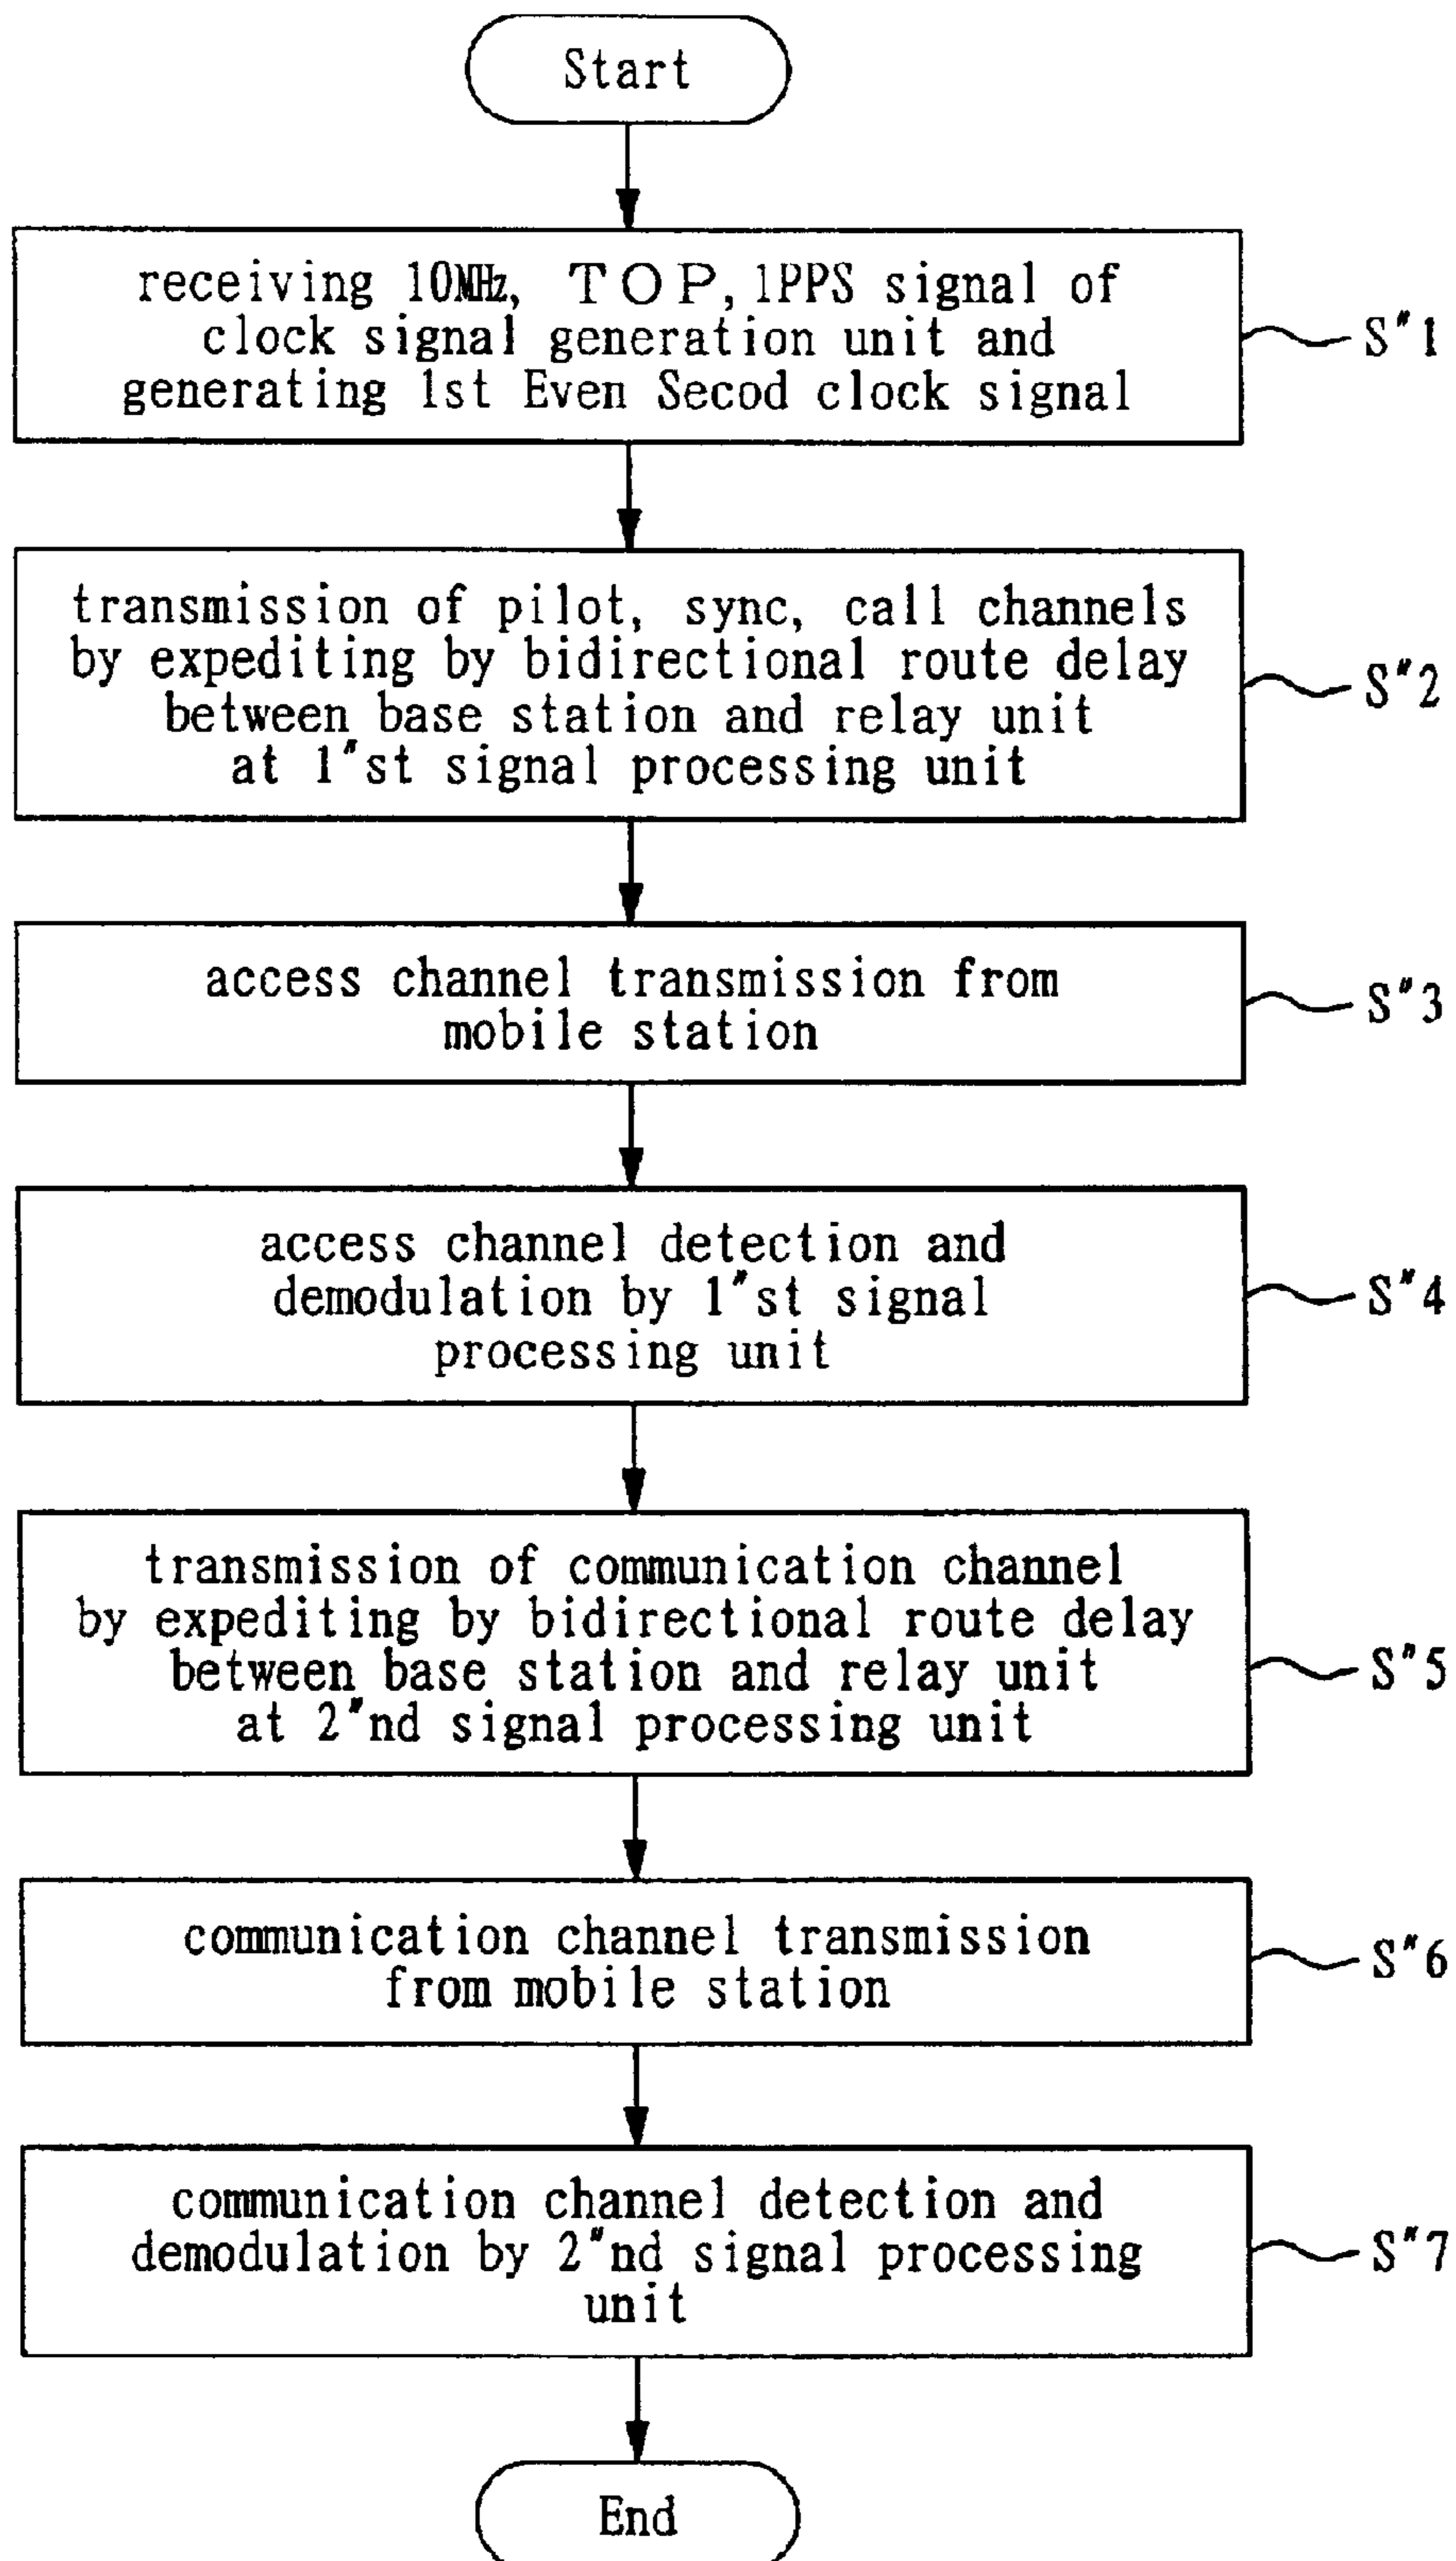 Start
receiving 10MHz, TOP, 1PPS signal of
clock signal generation unit and
generating 1st Even Secod clock signal
S"1
transmission of pilot, sync, call channels
by expediting by bidirectional route delay
between base station and relay unit
at 1"st signal processing unit
S"2
access channel transmission from
mobile station
S"3
access channel detection and
demodulation by 1"st signal
processing unit
S"4
transmission of communication channel
by expediting by bidirectional route delay
between base station and relay unit
at 2"nd signal processing unit
S"5
communication channel transmission
from mobile station
S"6
communication channel detection and
demodulation by 2"nd signal processing
unit
S"7
End